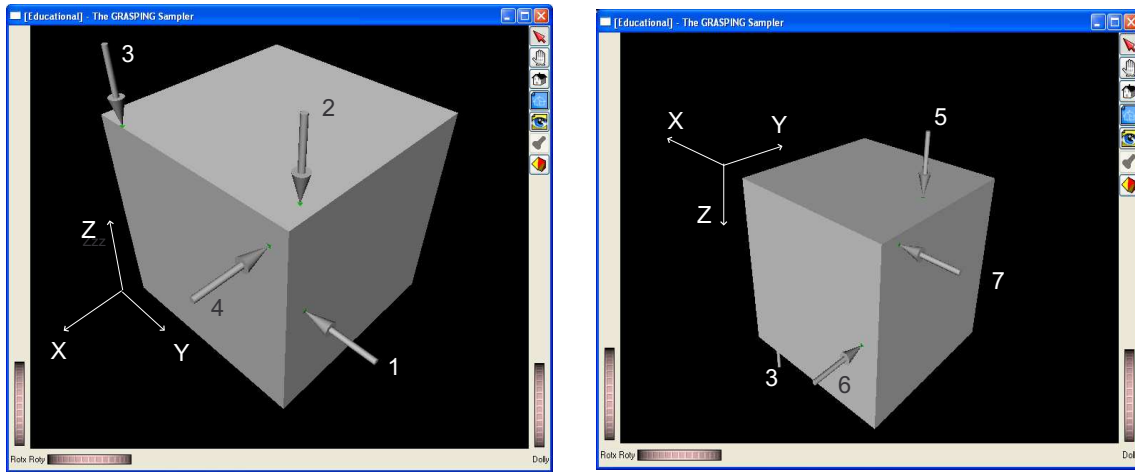 [Educational] - The GRASPING Sampler
3
2
Z
zzz
4
X
Y
1
Rotx Roty
Dolly
[Educational] - The GRASPING Sampler
5
X
Y
Z
7
3
6
Rotx Roty
Doll